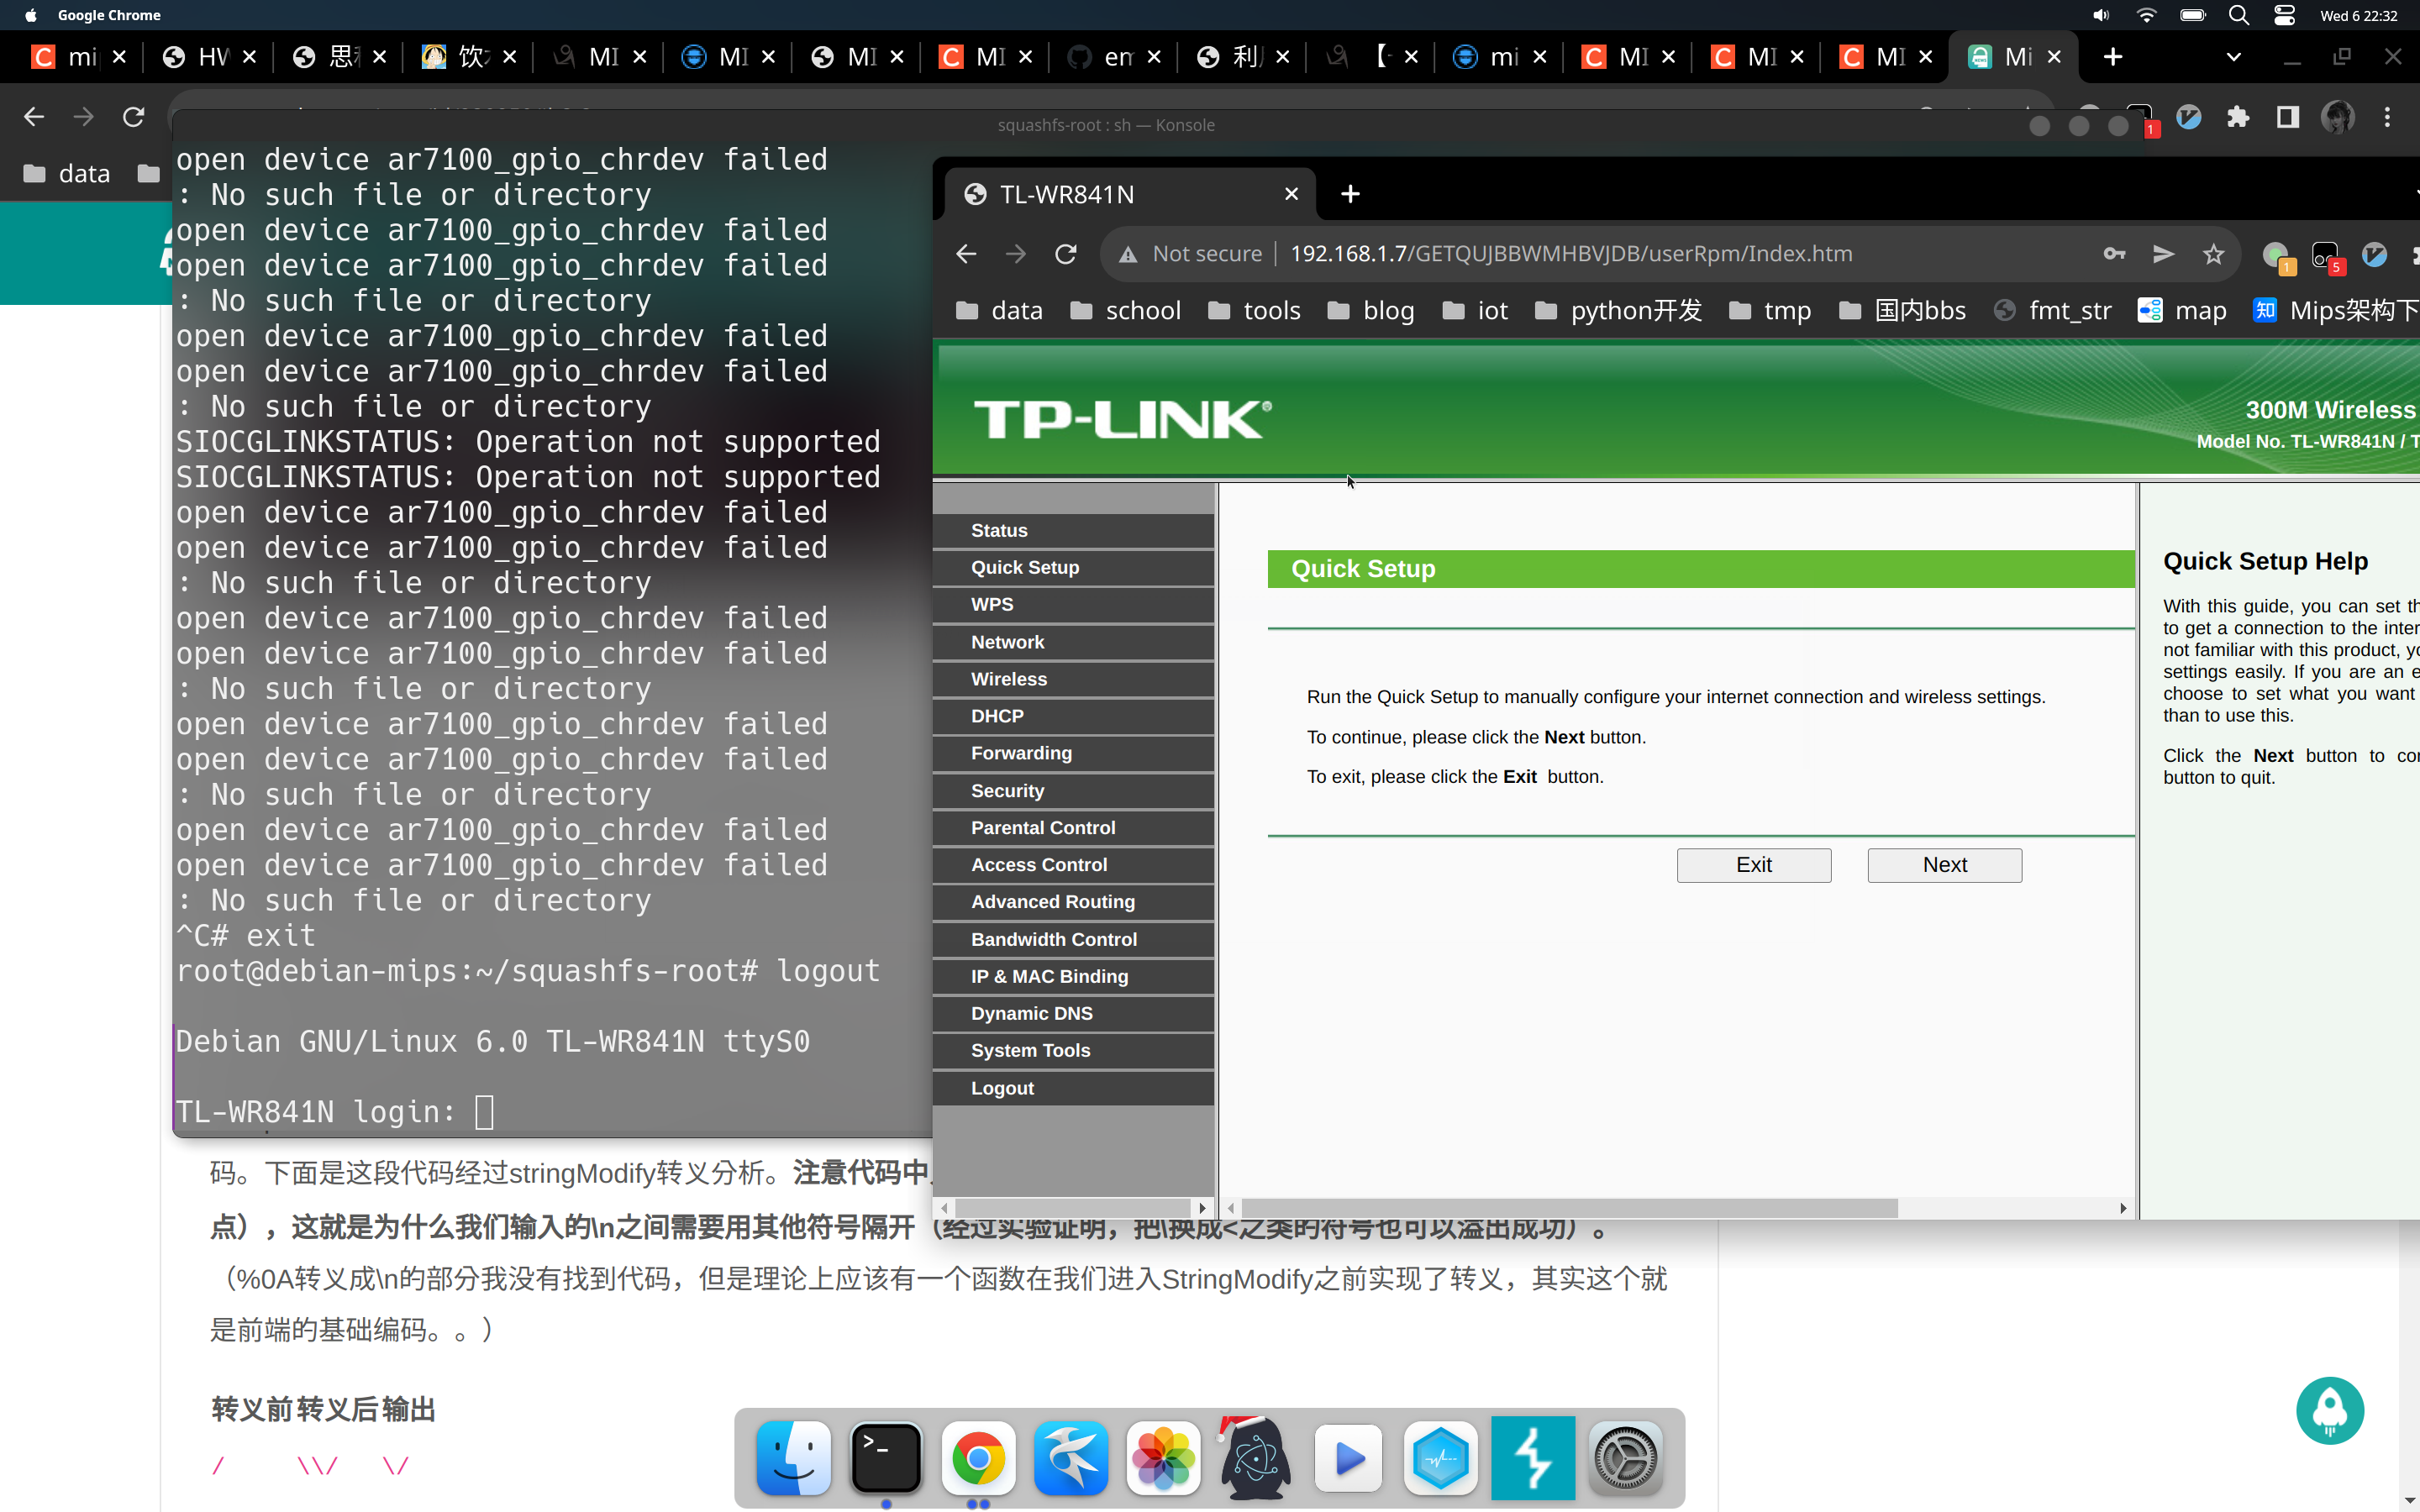 Google Chrome
Wed 6 22:32
mi
HW
思
饮
MI
MI
MI
MI
em
利
【
mi
MI
MI
MI
Mi
squashfs-root : sh — Konsole
1
data
open device ar7100_gpio_chrdev failed
: No such file or directory
open device ar7100_gpio_chrdev failed
open device ar7100_gpio_chrdev failed
: No such file or directory
open device ar7100_gpio_chrdev failed
open device ar7100_gpio_chrdev failed
: No such file or directory
SIOCGLINKSTATUS: Operation not supported
SIOCGLINKSTATUS: Operation not supported
open device ar7100_gpio_chrdev failed
open device ar7100_gpio_chrdev failed
: No such file or directory
open device ar7100_gpio_chrdev failed
open device ar7100_gpio_chrdev failed
: No such file or directory
open device ar7100_gpio_chrdev failed
open device ar7100_gpio_chrdev failed
: No such file or directory
open device ar7100_gpio_chrdev failed
open device ar7100_gpio_chrdev failed
: No such file or directory
^C# exit
root@debian-mips:~/squashfs-root# logout
Debian GNU/Linux 6.0 TL-WR841N ttyS0
TL-WR841N login:
TL-WR841N
Not secure
192.168.1.7/GETQUJBBWMHBVJDB/userRpm/Index.htm
1
5
data
school
tools
blog
iot
python开发
tmp
国内bbs
fmt_str
map
知 Mips架构下
TP-LINK®
300M Wireless
Model No. TL-WR841N / T
Status
Quick Setup
WPS
Network
Wireless
DHCP
Forwarding
Security
Parental Control
Access Control
Advanced Routing
Bandwidth Control
IP & MAC Binding
Dynamic DNS
System Tools
Logout
Quick Setup
Run the Quick Setup to manually configure your internet connection and wireless settings.
To continue, please click the Next button.
To exit, please click the Exit button.
Exit
Next
Quick Setup Help
With this guide, you can set th
to get a connection to the inter
not familiar with this product, yo
settings easily. If you are an e
choose to set what you want
than to use this.
Click the Next button to con
button to quit.
码。下面是这段代码经过stringModify转义分析。注意代码中
点），这就是为什么我们输入的\n之间需要用其他符号隔开（经过实验证明，把\换成<之类的符号也可以溢出成功）。
（%0A转义成\n的部分我没有找到代码，但是理论上应该有一个函数在我们进入StringModify之前实现了转义，其实这个就
是前端的基础编码。。）
转义前 转义后 输出
/ \\/ \/